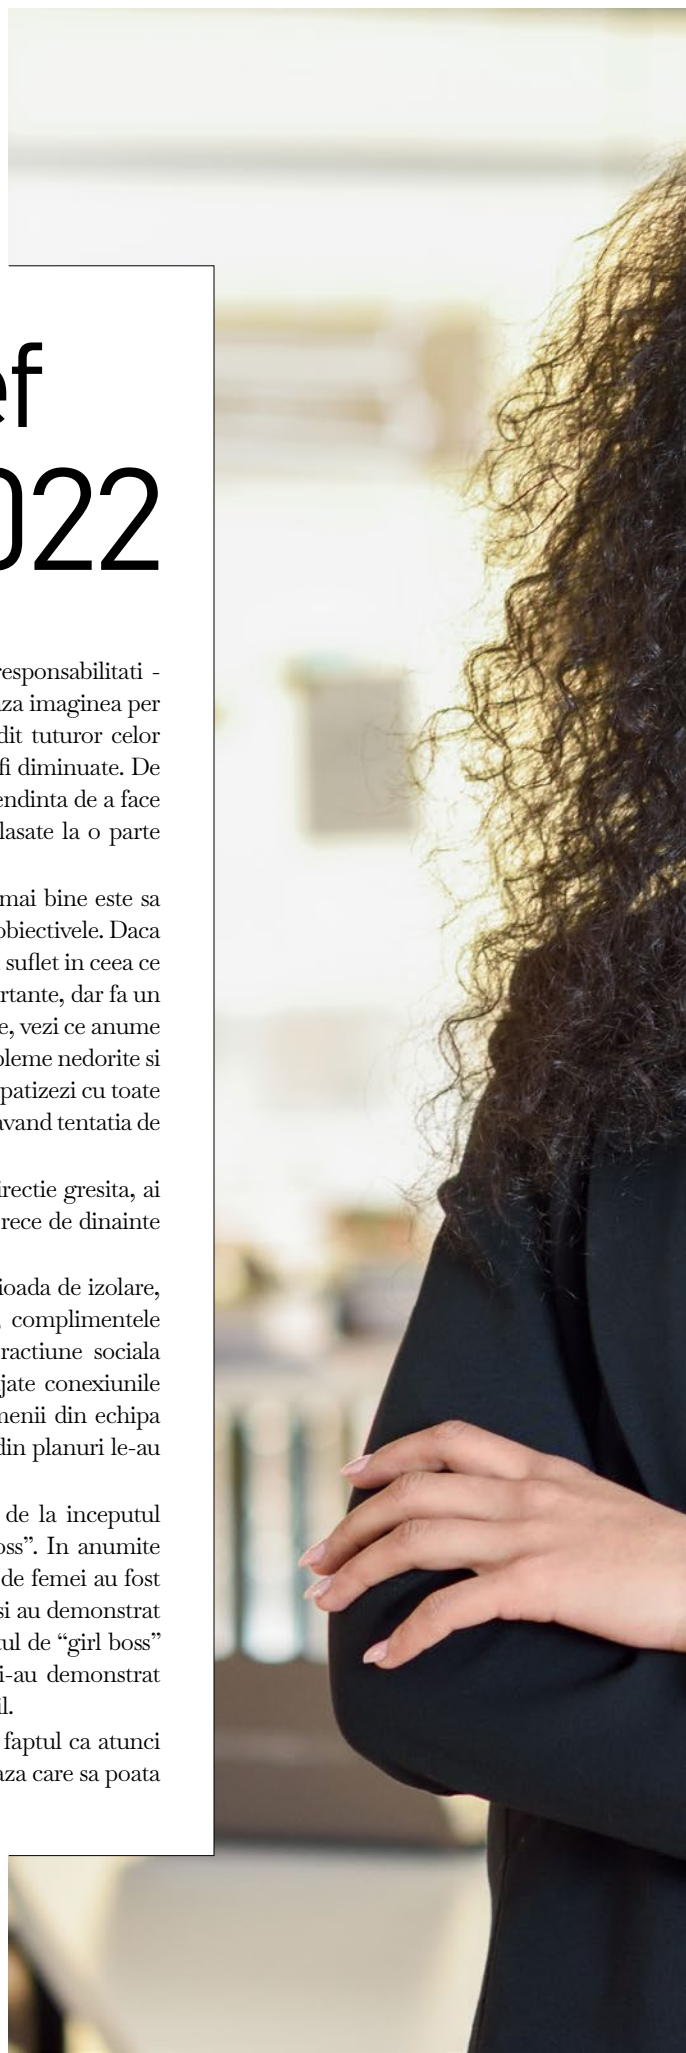 ef
022
responsabilitati -
aza imaginea per
dit tuturor celor
fi diminuate. De
endinta de a face
lasate la o parte
mai bine este sa
obiectivele. Daca
suflet in ceea ce
rtante, dar fa un
e, vezi ce anume
bleme nedorite si
patizezi cu toate
avand tentatia de
irectie gresita, ai
rece de dinainte
ioada de izolare,
complimentele
ractiune sociala
jate conexiunile
menii din echipa
din planuri le-au
de la inceputul
oss”. In anumite
de femei au fost
si au demonstrat
tul de “girl boss”
i-au demonstrat
il.
faptul ca atunci
aza care sa poata